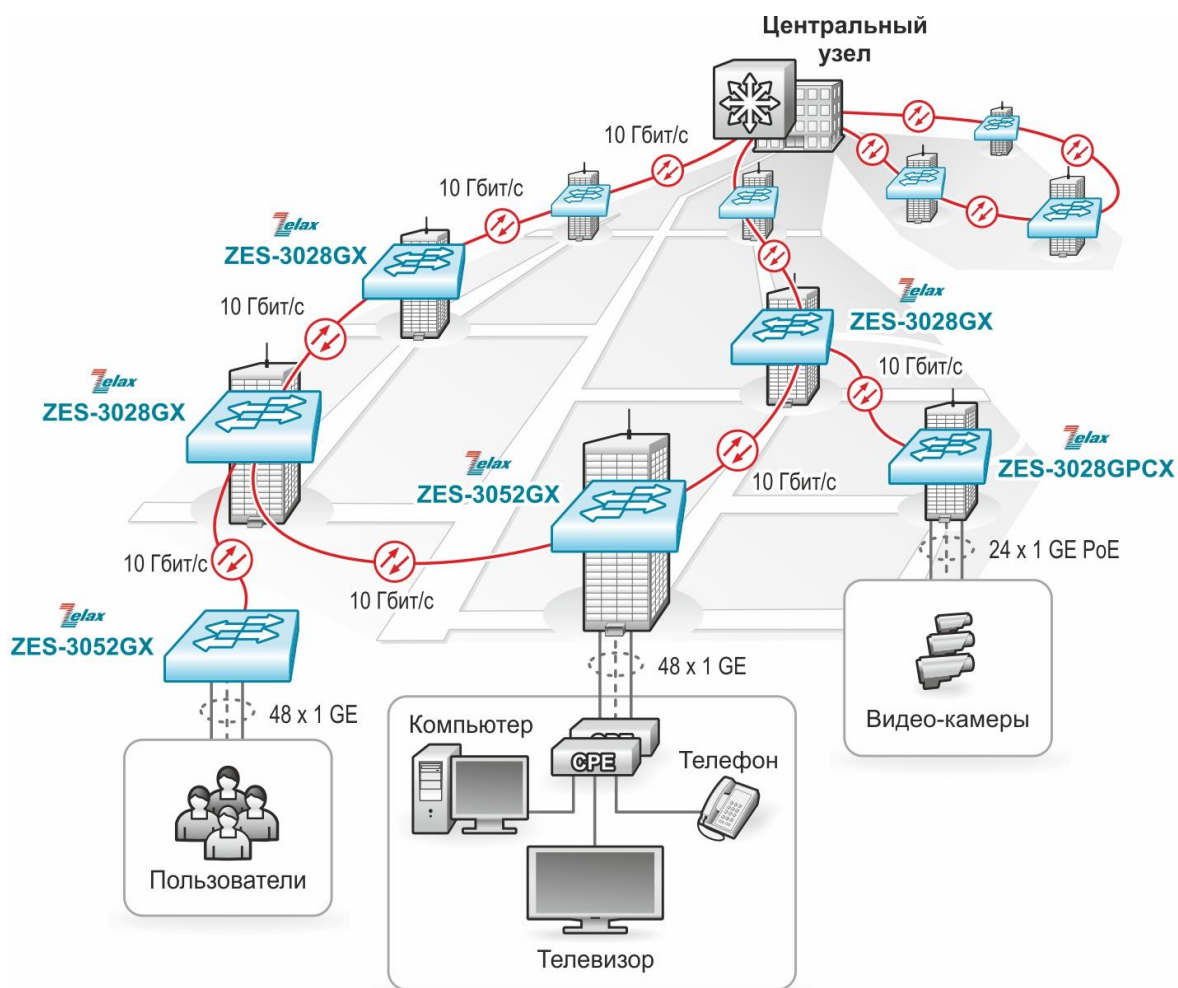 Центральный
узел
10 Гбит/с
10 Гбит/с
Zelax
ZES-3028GX
10 Гбит/с
Zelax
ZES-3028GX
Zelax
ZES-3028GX
10 Гбит/с
Zelax
ZES-3028GPCX
Zelax
ZES-3052GX
10 Гбит/с
24 x 1 GE PoE
10 Гбит/с
10 Гбит/с
Zelax
ZES-3052GX
48 x 1 GE
48 x 1 GE
Видео-камеры
Компьютер
CPE
CPE
Телефон
Пользователи
Телевизор